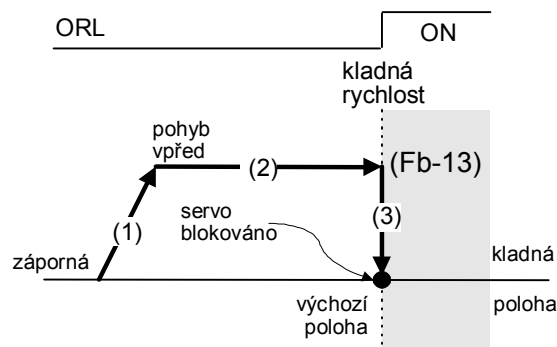 ORL
ON
kladná
rychlost
pohyb
vpřed
(2)
(Fb-13)
(1)
(3)
servo
blokováno
záporná
kladná
výchozí
poloha
poloha